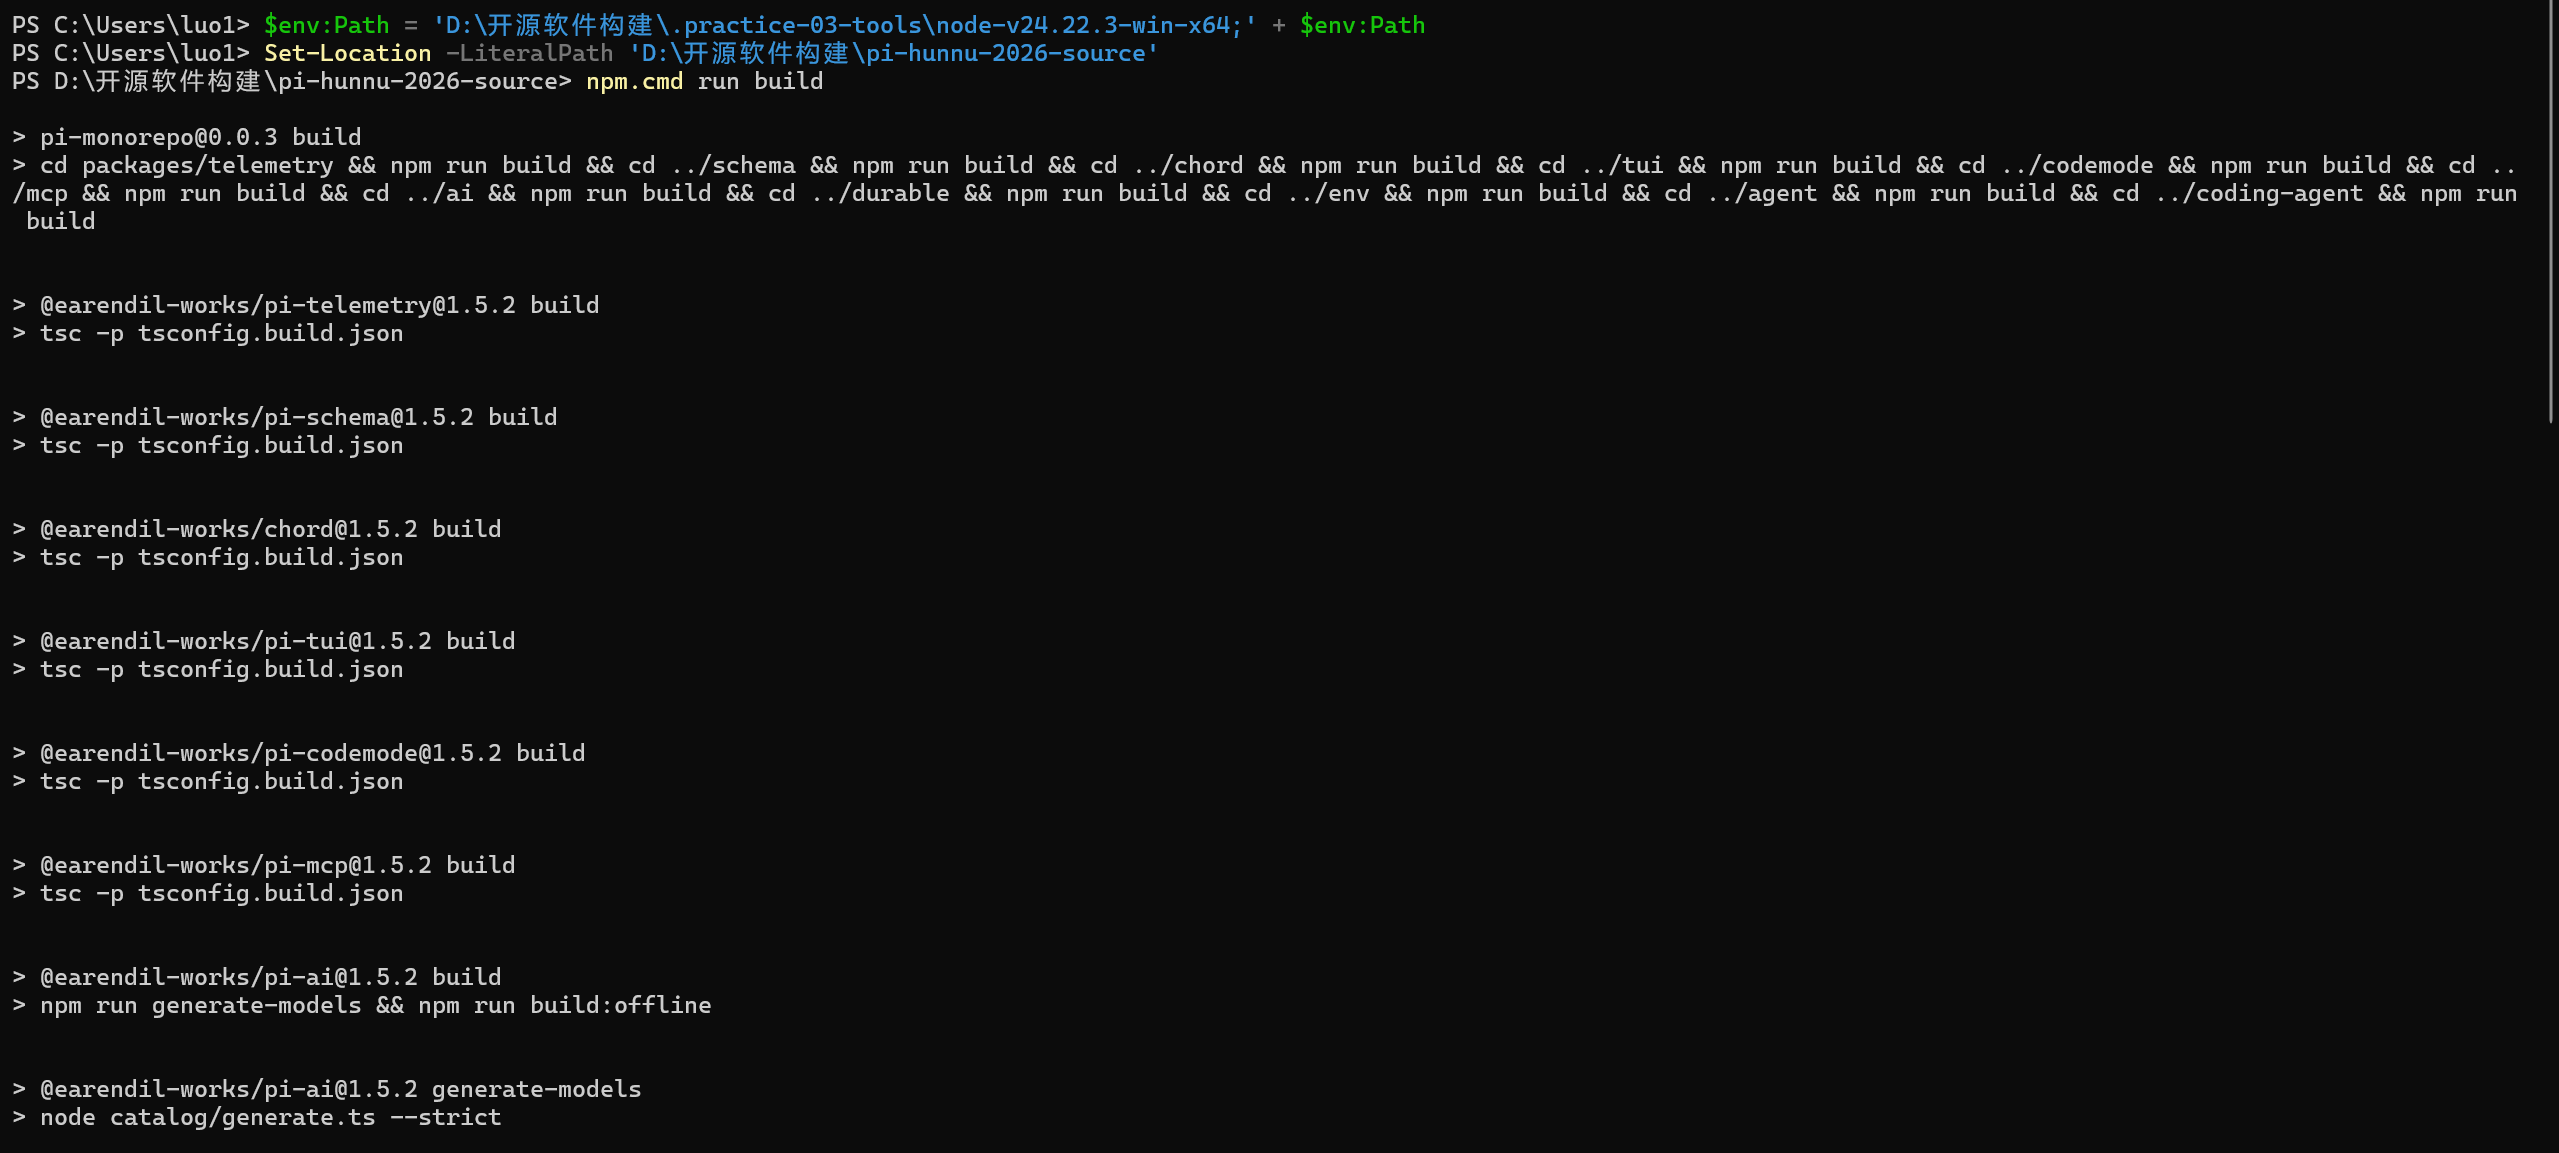 PS C:\Users\luo1> $env:Path = 'D:\开源软件构建\.practice-03-tools\node-v24.22.3-win-x64;' + $env:Path
PS C:\Users\luo1> Set-Location -LiteralPath 'D:\开源软件构建\pi-hunnu-2026-source'
PS D:\开源软件构建\pi-hunnu-2026-source> npm.cmd run build
> pi-monorepo@0.0.3 build
> cd packages/telemetry && npm run build && cd ../schema && npm run build && cd ../chord && npm run build && cd ../tui && npm run build && cd ../codemode && npm run build && cd ..
/mcp && npm run build && cd ../ai && npm run build && cd ../durable && npm run build && cd ../env && npm run build && cd ../agent && npm run build && cd ../coding-agent && npm run
build
> @earendil-works/pi-telemetry@1.5.2 build
> tsc -p tsconfig.build.json
> @earendil-works/pi-schema@1.5.2 build
> tsc -p tsconfig.build.json
> @earendil-works/chord@1.5.2 build
> tsc -p tsconfig.build.json
> @earendil-works/pi-tui@1.5.2 build
> tsc -p tsconfig.build.json
> @earendil-works/pi-codemode@1.5.2 build
> tsc -p tsconfig.build.json
> @earendil-works/pi-mcp@1.5.2 build
> tsc -p tsconfig.build.json
> @earendil-works/pi-ai@1.5.2 build
> npm run generate-models && npm run build:offline
> @earendil-works/pi-ai@1.5.2 generate-models
> node catalog/generate.ts --strict